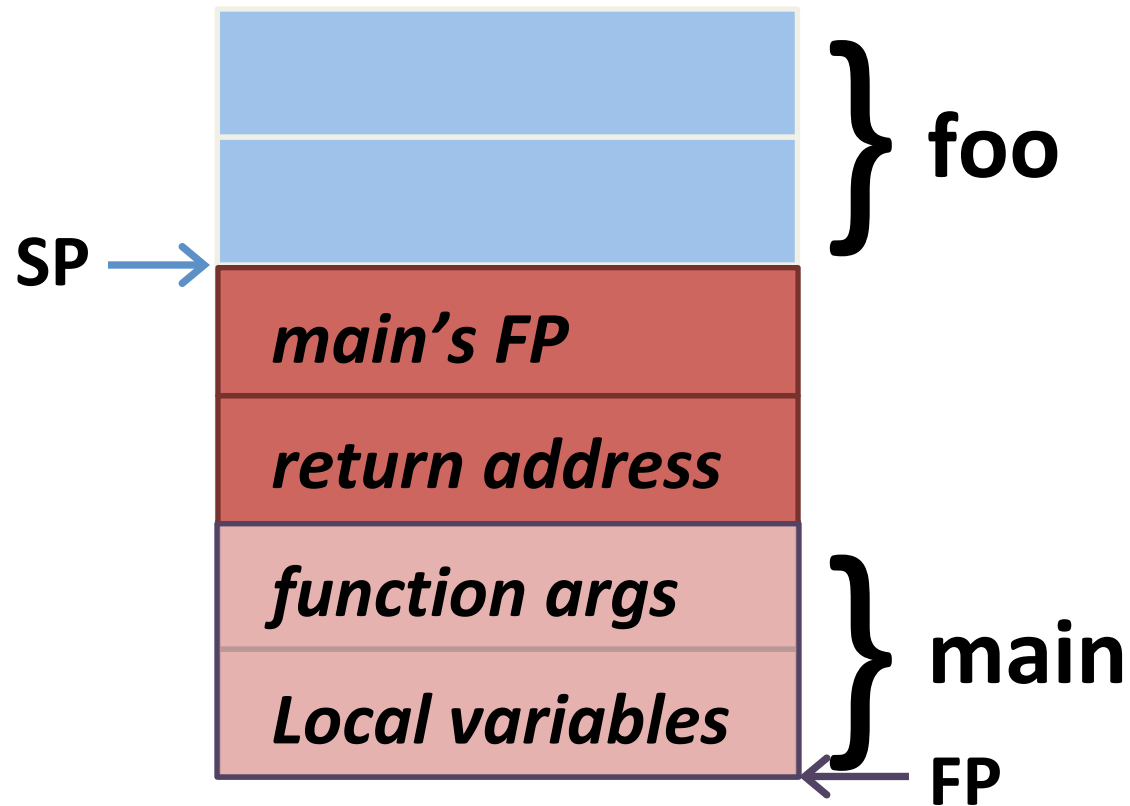 foo
SP
main’s FP
return address
function args
main
Local variables
FP